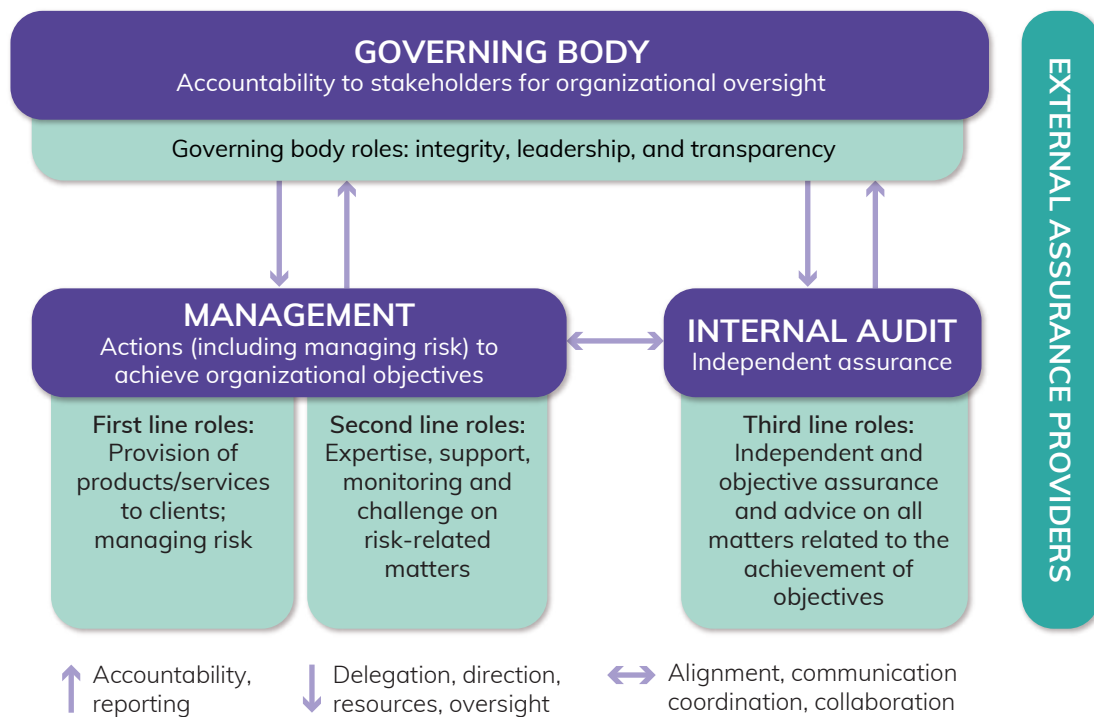 GOVERNING BODY
Accountability to stakeholders for organizational oversight
Governing body roles: integrity, leadership, and transparency
MANAGEMENT
Actions (including managing risk) to
achieve organizational objectives
INTERNAL AUDIT
Independent assurance
First line roles:
Provision of
products/services
to clients;
managing risk
Second line roles:
Expertise, support,
monitoring and
challenge on
risk-related
matters
Third line roles:
Independent and
objective assurance
and advice on all
matters related to the
achievement of
objectives
EXTERNAL ASSURANCE PROVIDERS
Accountability,
reporting
Delegation, direction,
resources, oversight
Alignment, communication
coordination, collaboration